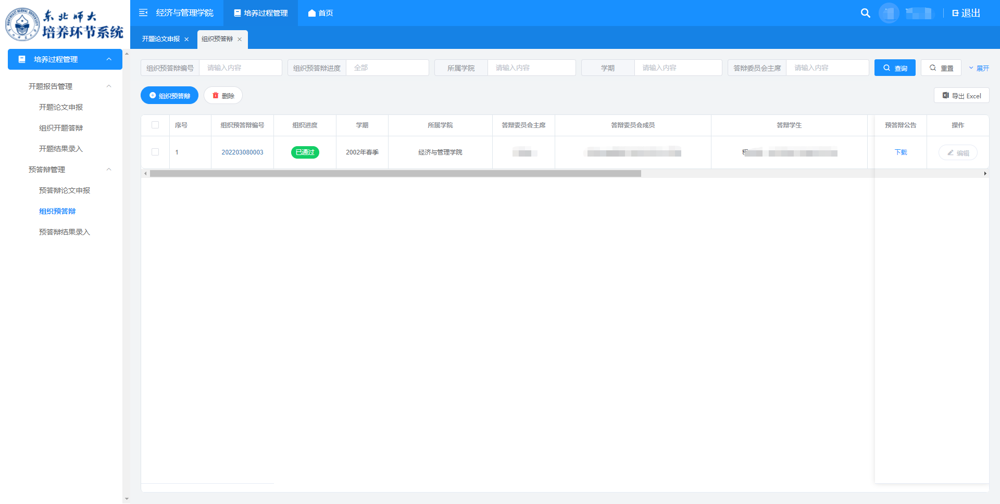 东北师大
培养环节系统
经济与管理学院
培养过程管理
首页
退出
开题论文申报
组织预答辩
培养过程管理
开题报告管理
开题论文申报
组织开题答辩
开题结果录入
预答辩管理
预答辩论文申报
组织预答辩
预答辩结果录入
组织预答辩编号 请输入内容
组织预答辩进度 全部
所属学院 请输入内容
学期 请输入内容
答辩委员会主席 请输入内容
查询
重置
展开
组织预答辩
删除
导出 Excel
序号 组织预答辩编号 组织进度 学期 所属学院 答辩委员会主席 答辩委员会成员 答辩学生 预答辩公告 操作
1 202203080003 已通过 2002年春季 经济与管理学院 下载 编辑